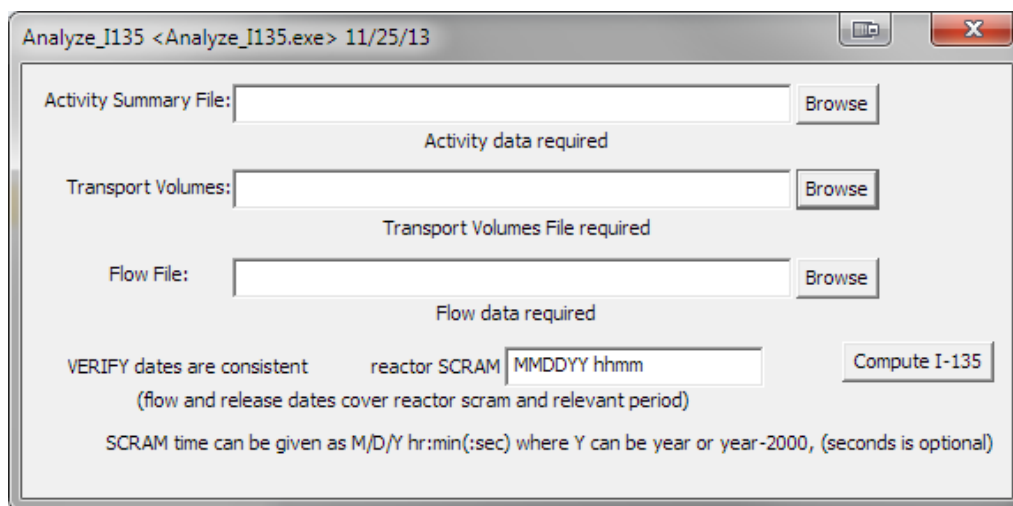 Analyze_I135 <Analyze_I135.exe> 11/25/13
Activity Summary File: Browse
Activity data required
Transport Volumes: Browse
Transport Volumes File required
Flow File: Browse
Flow data required
VERIFY dates are consistent reactor SCRAM MMDDYY hhmm Compute I-135
(flow and release dates cover reactor scram and relevant period)
SCRAM time can be given as M/D/Y hr:min(:sec) where Y can be year or year-2000, (seconds is optional)